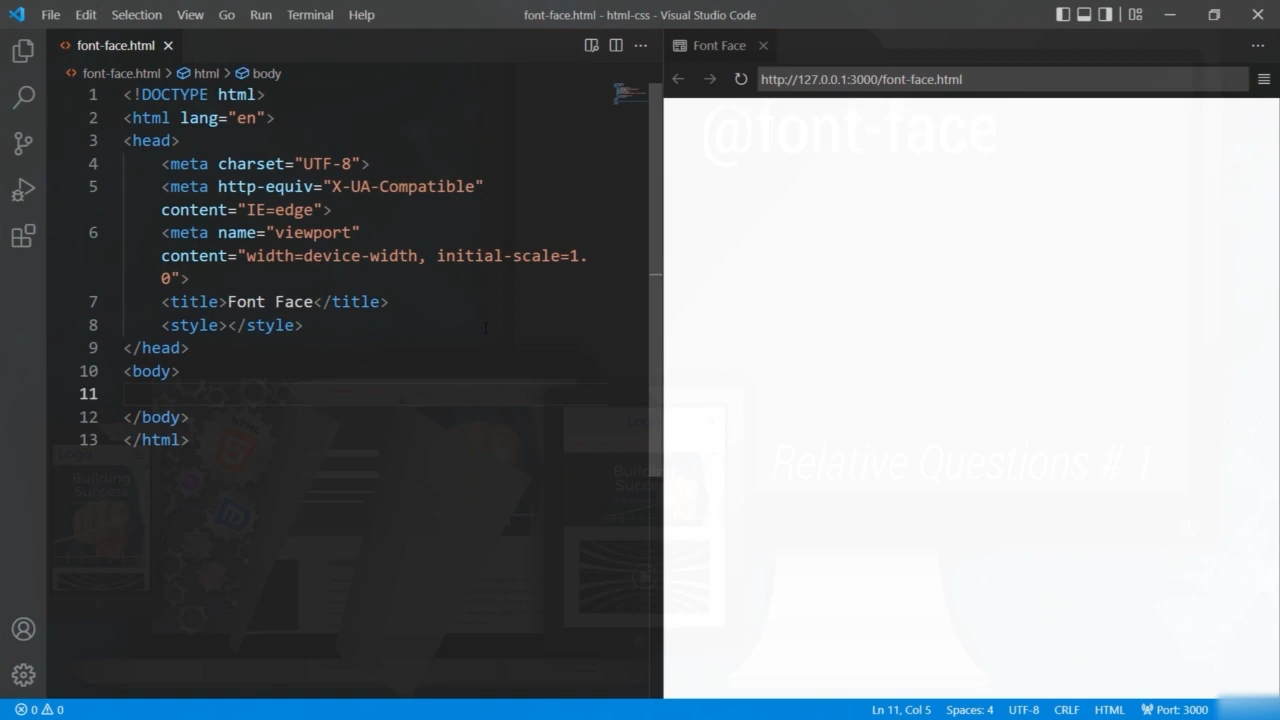 File Edit Selection View Go Run Terminal Help
font-face.html - html-css - Visual Studio Code
font-face.html
Font Face
font-face.html > html > body
http://127.0.0.1:3000/font-face.html
1 <!DOCTYPE html>
2 <html lang="en">
3 <head>
4 <meta charset="UTF-8">
5 <meta http-equiv="X-UA-Compatible"
content="IE=edge">
6 <meta name="viewport"
content="width=device-width, initial-scale=1.
0">
7 <title>Font Face</title>
8 <style></style>
9 </head>
10 <body>
11
12 </body>
13 </html>
@font-face
Relative Questions # 1
Logo
Building
Success
0 0
Ln 11, Col 5 Spaces: 4 UTF-8 CRLF HTML Port: 3000